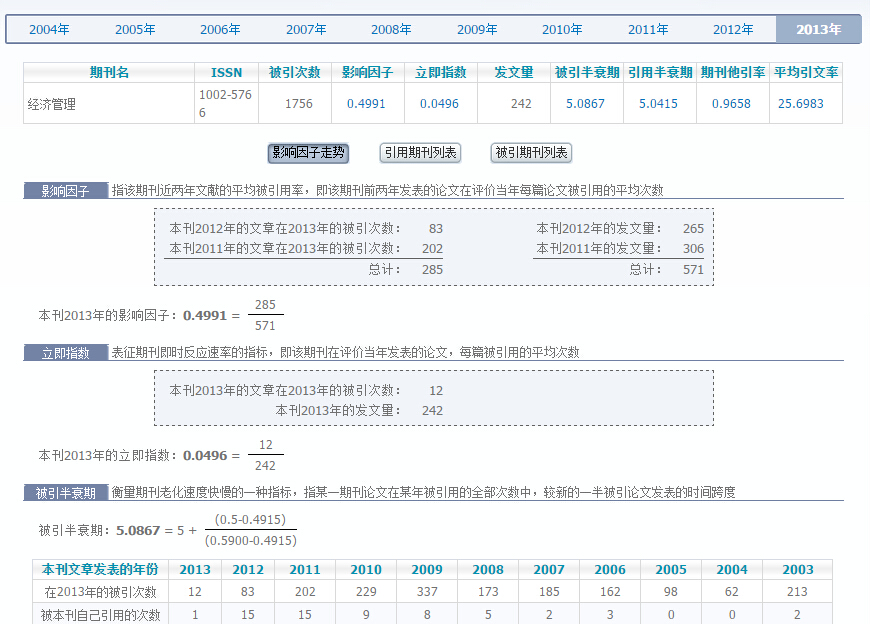 2004年 2005年 2006年 2007年 2008年 2009年 2010年 2011年 2012年 2013年
期刊名 ISSN 被引次数 影响因子 立即指数 发文量 被引半衰期 引用半衰期 期刊他引率 平均引文率
经济管理 1002-576
6 1756 0.4991 0.0496 242 5.0867 5.0415 0.9658 25.6983
影响因子走势 引用期刊列表 被引期刊列表
影响因子 指该期刊近两年文献的平均被引用率，即该期刊前两年发表的论文在评价当年每篇论文被引用的平均次数
本刊2012年的文章在2013年的被引次数： 83 本刊2012年的发文量： 265
本刊2011年的文章在2013年的被引次数： 202 本刊2011年的发文量： 306
总计： 285 总计： 571
本刊2013年的影响因子：0.4991 = 285
571
立即指数 表征期刊即时反应速率的指标，即该期刊在评价当年发表的论文，每篇被引用的平均次数
本刊2013年的文章在2013年的被引次数： 12
本刊2013年的发文量： 242
本刊2013年的立即指数：0.0496 = 12
242
被引半衰期 衡量期刊老化速度快慢的一种指标，指某一期刊论文在某年被引用的全部次数中，较新的一半被引论文发表的时间跨度
被引半衰期：5.0867 = 5 + (0.5-0.4915)
(0.5900-0.4915)
本刊文章发表的年份 2013 2012 2011 2010 2009 2008 2007 2006 2005 2004 2003
在2013年的被引次数 12 83 202 229 337 173 185 162 98 62 213
被本刊自己引用的次数 1 15 15 9 8 5 2 3 0 0 2